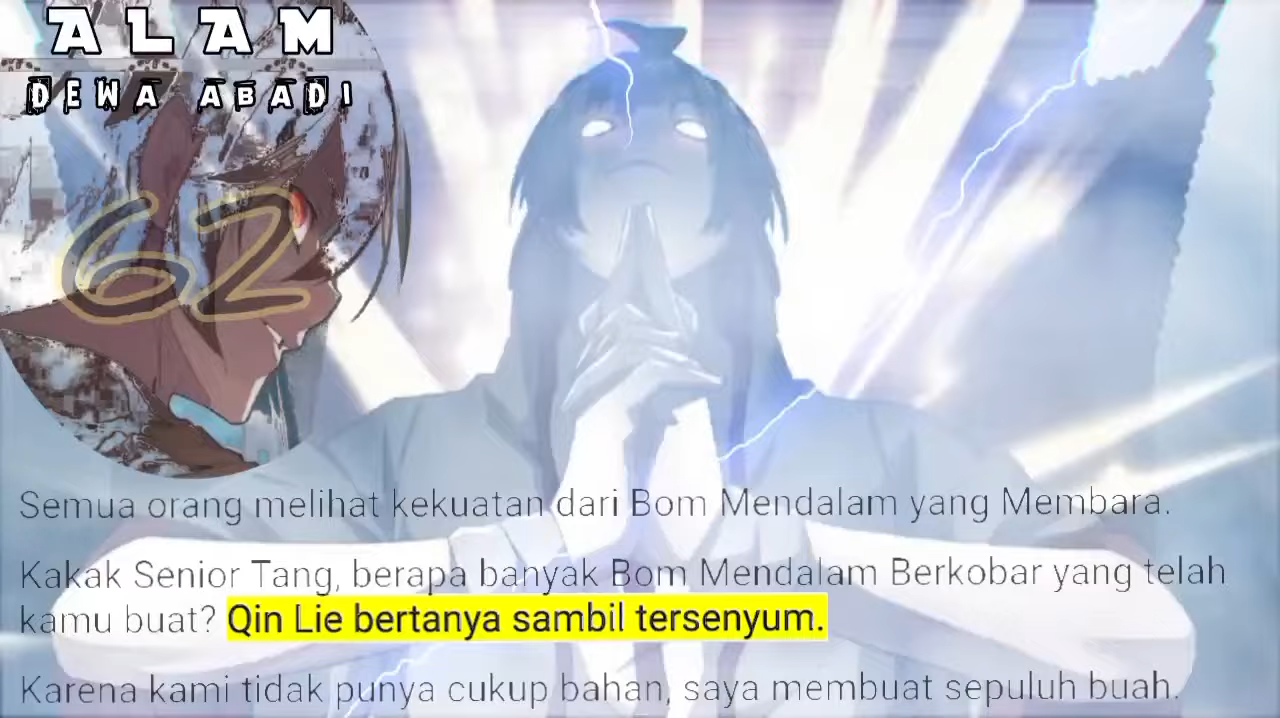 ALAM
DEWA ABADI
62
Semua orang melihat kekuatan dari Bom Mendalam yang Membara.
Kakak Senior Tang, berapa banyak Bom Mendalam Berkobar yang telah
kamu buat? Qin Lie bertanya sambil tersenyum.
Karena kami tidak punya cukup bahan, saya membuat sepuluh buah.